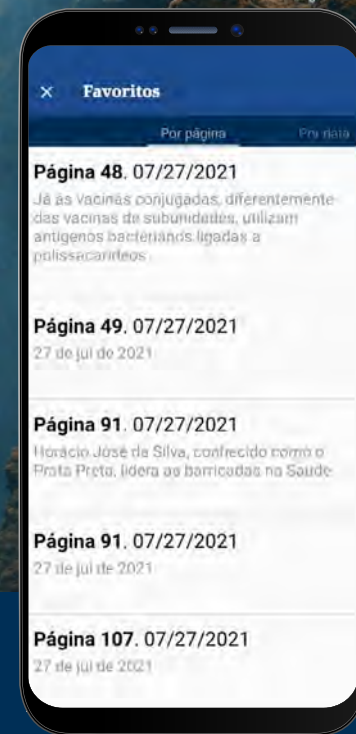 × Favoritos
Por página Por data
Página 48. 07/27/2021
Já as vacinas conjugadas, diferentemente
das vacinas de subunidades, utilizam
antígenos bacterianos ligadas a
polissacarídeos
Página 49. 07/27/2021
27 de jul de 2021
Página 91. 07/27/2021
Horácio José da Silva, conhecido como o
Prata Preta, lidera as barricadas na Saúde
Página 91. 07/27/2021
27 de jul de 2021
Página 107. 07/27/2021
27 de jul de 2021